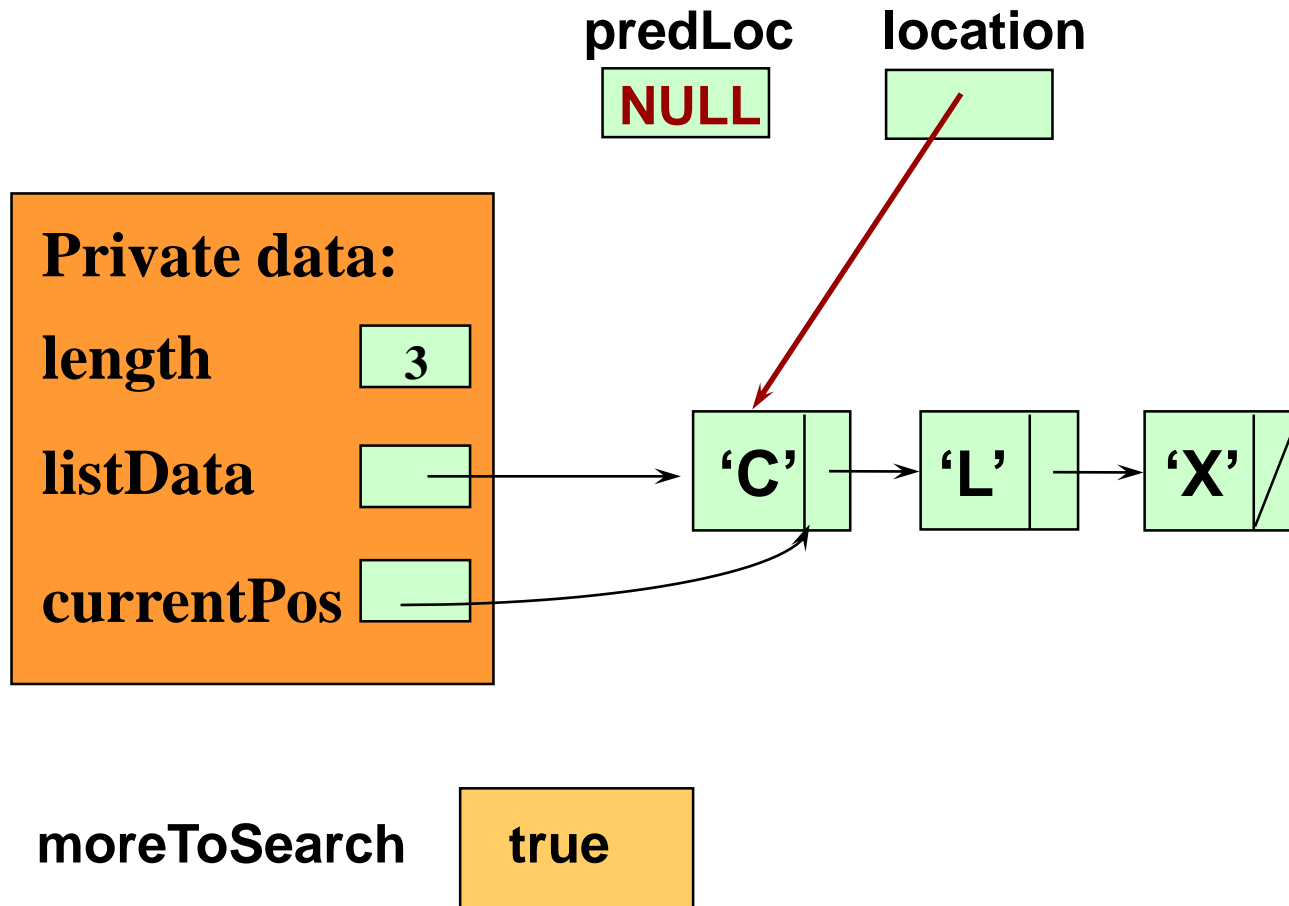 predLoc location
NULL
Private data:
length 3
listData
‘C’ ‘L’ ‘X’
currentPos
moreToSearch true